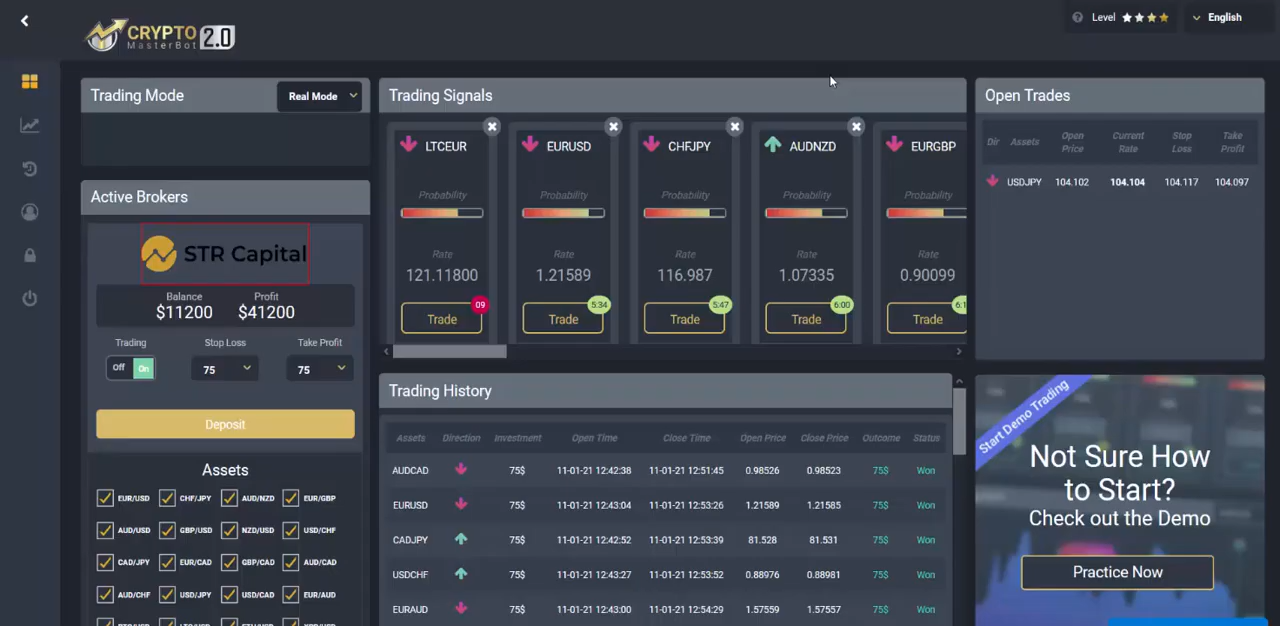 CRYPTO 2.0
MasterBot
Level
English
Trading Mode
Real Mode
Active Brokers
STR Capital
Balance Profit
$11200 $41200
Trading Stop Loss Take Profit
Off On 75 75
Deposit
Assets
EUR/USD CHF/JPY AUD/NZD EUR/GBP
AUD/USD GBP/USD NZD/USD USD/CHF
CAD/JPY EUR/CAD GBP/CAD AUD/CAD
AUD/CHF USD/JPY USD/CAD EUR/AUD
Trading Signals
LTCEUR EURUSD CHFJPY AUDNZD EURGBP
Probability Probability Probability Probability Probability
Rate Rate Rate Rate Rate
121.11800 1.21589 116.987 1.07335 0.90099
09 5:34 5:47 6:00
Trade Trade Trade Trade Trade
Trading History
Assets Direction Investment Open Time Close Time Open Price Close Price Outcome Status
AUDCAD 75$ 11-01-21 12:42:38 11-01-21 12:51:45 0.98526 0.98523 75$ Won
EURUSD 75$ 11-01-21 12:43:04 11-01-21 12:53:26 1.21589 1.21585 75$ Won
CADJPY 75$ 11-01-21 12:42:52 11-01-21 12:53:39 81.528 81.531 75$ Won
USDCHF 75$ 11-01-21 12:43:27 11-01-21 12:53:52 0.88976 0.88981 75$ Won
EURAUD 75$ 11-01-21 12:43:00 11-01-21 12:54:29 1.57559 1.57557 75$ Won
Open Trades
Dir Assets Open Price Current Rate Stop Loss Take Profit
USDJPY 104.102 104.104 104.117 104.097
Start Demo Trading
Not Sure How
to Start?
Check out the Demo
Practice Now